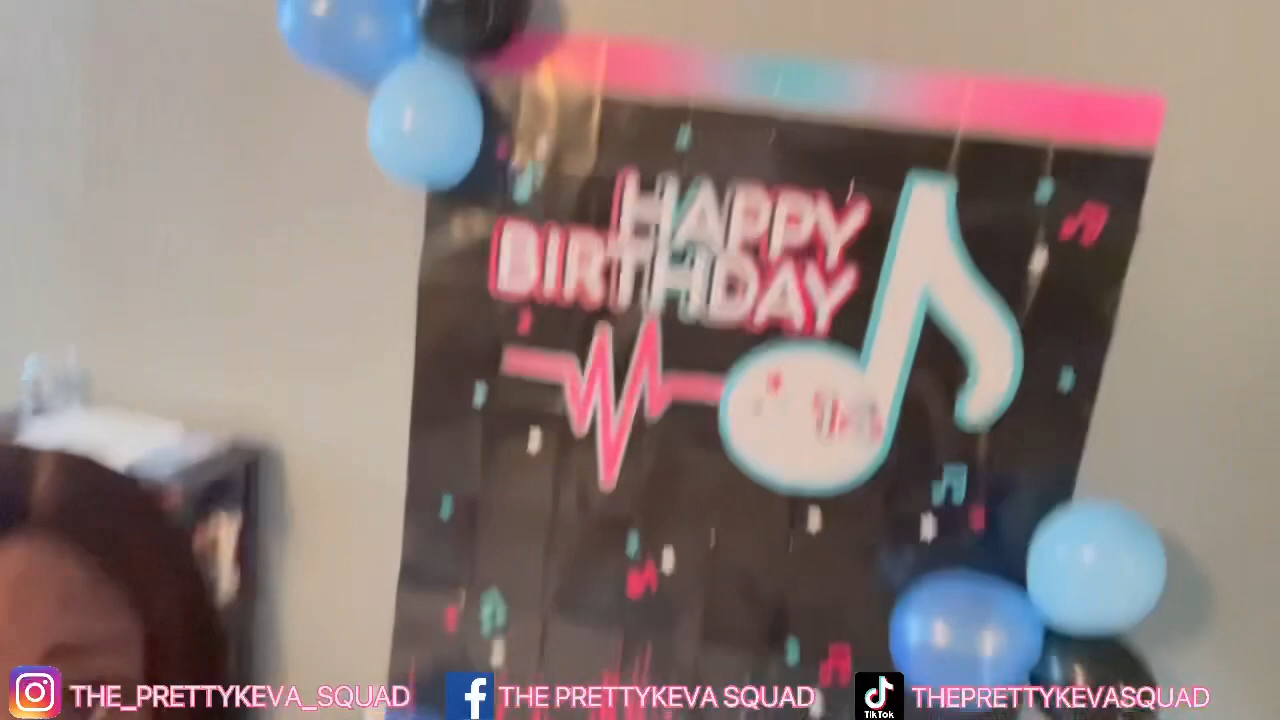 HAPPY
BIRTHDAY
THE_PRETTYKEVA_SQUAD
THE PRETTYKEVA SQUAD
TikTok
THEPRETTYKEVASQUAD